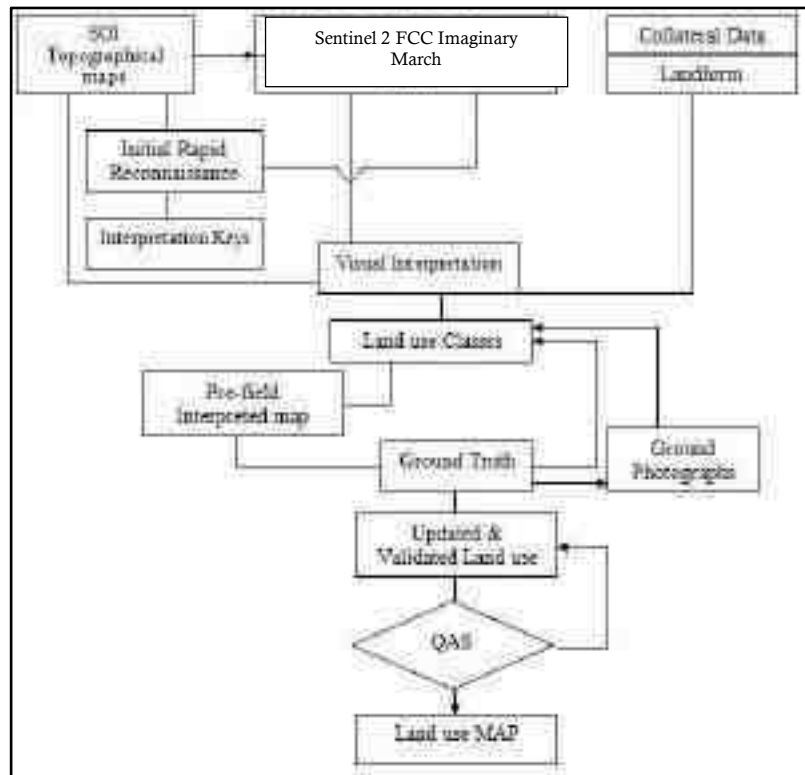 SOI
Topographical
maps
Sentinel 2 FCC Imaginary
March
Collateral Data
Landform
Initial Rapid
Reconnaissance
Interpretation Keys
Visual Interpertation
Land use Classes
Pre-field
Interpreted map
Ground Truth
Ground
Photographs
Updated &
Validated Land use
QAS
Land use MAP